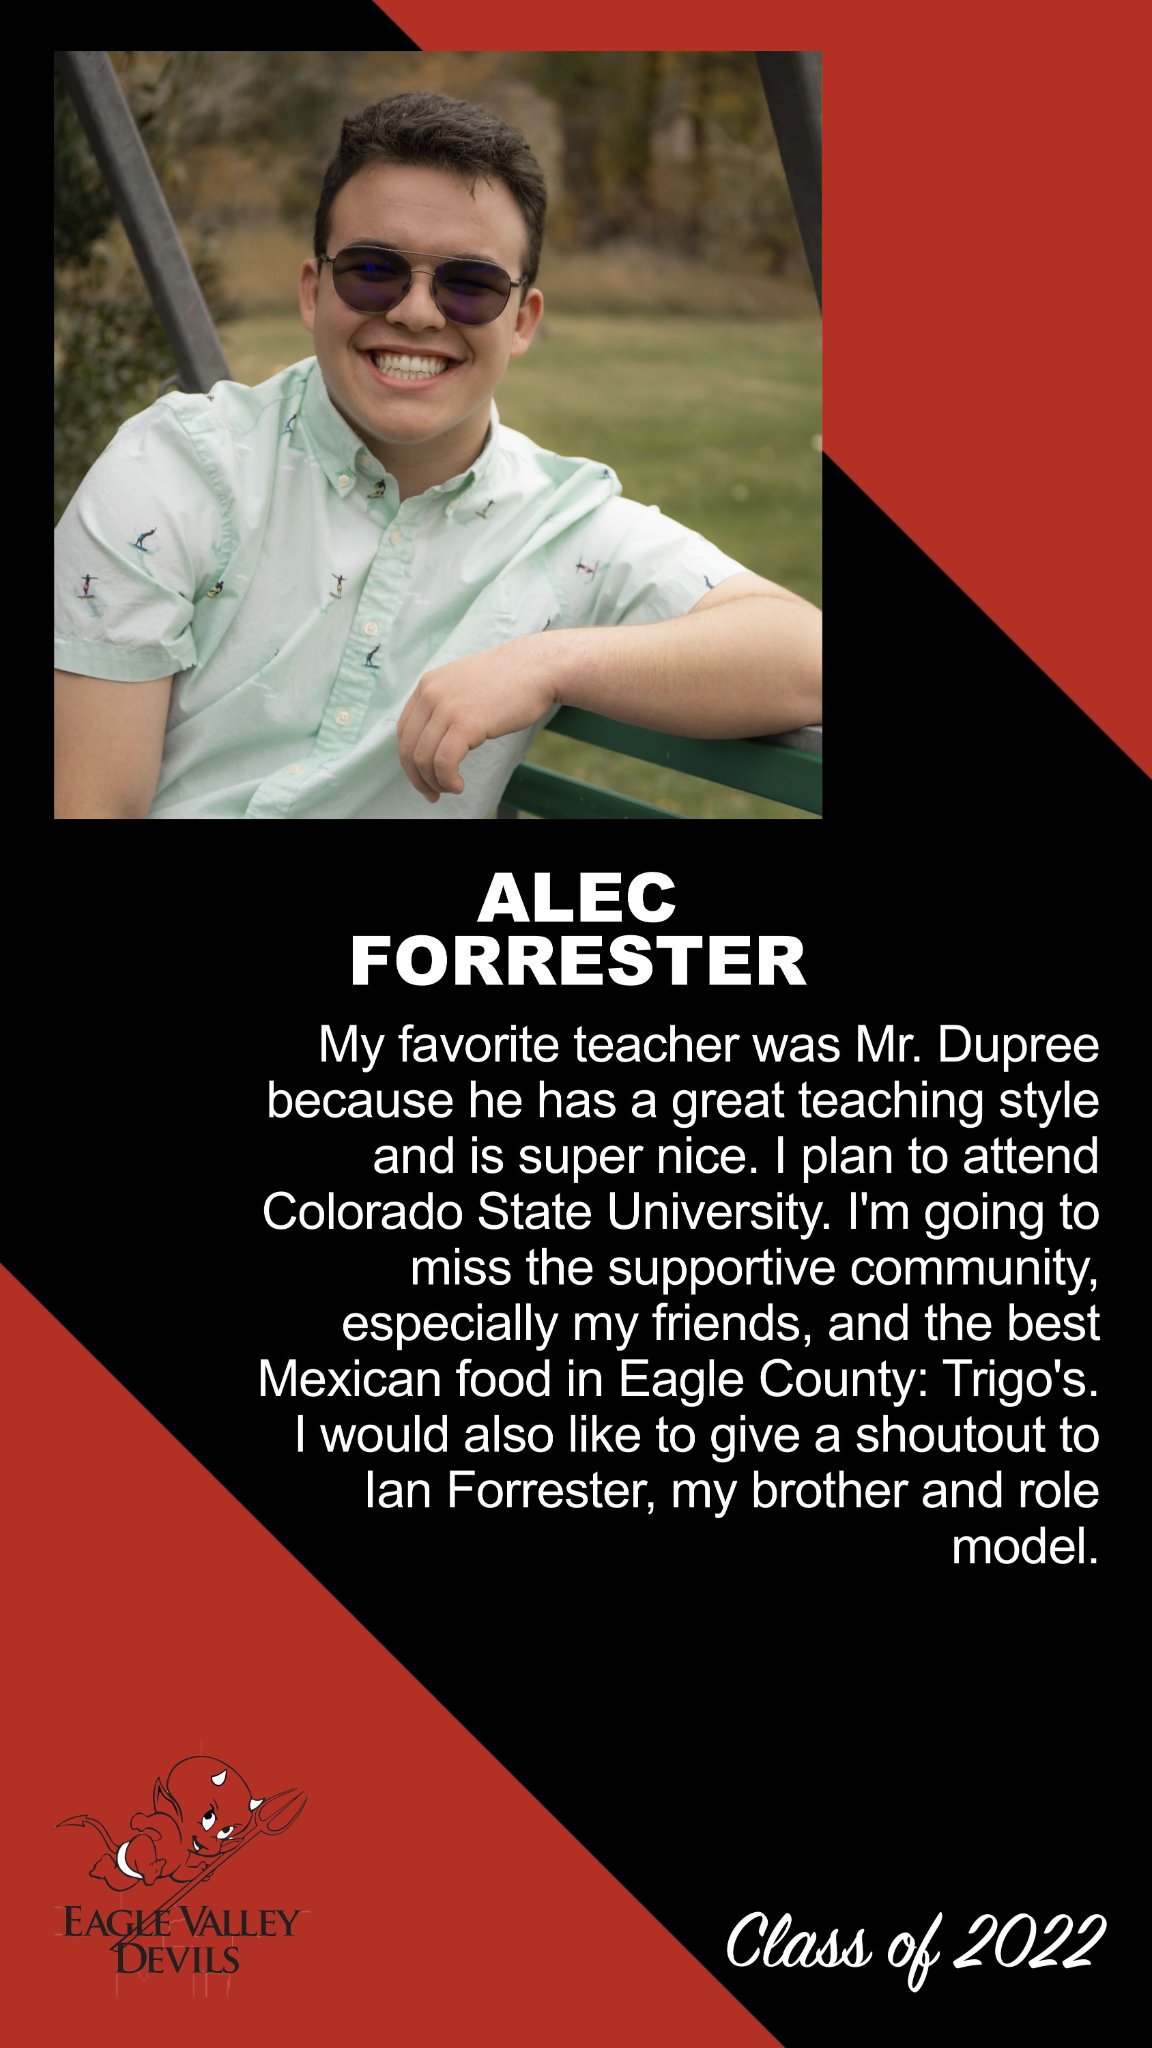 ALEC
FORRESTER
My favorite teacher was Mr. Dupree
because he has a great teaching style
and is super nice. I plan to attend
Colorado State University. I'm going to
miss the supportive community,
especially my friends, and the best
Mexican food in Eagle County: Trigo's.
I would also like to give a shoutout to
Ian Forrester, my brother and role
model.
EAGLE VALLEY
DEVILS
Class of 2022